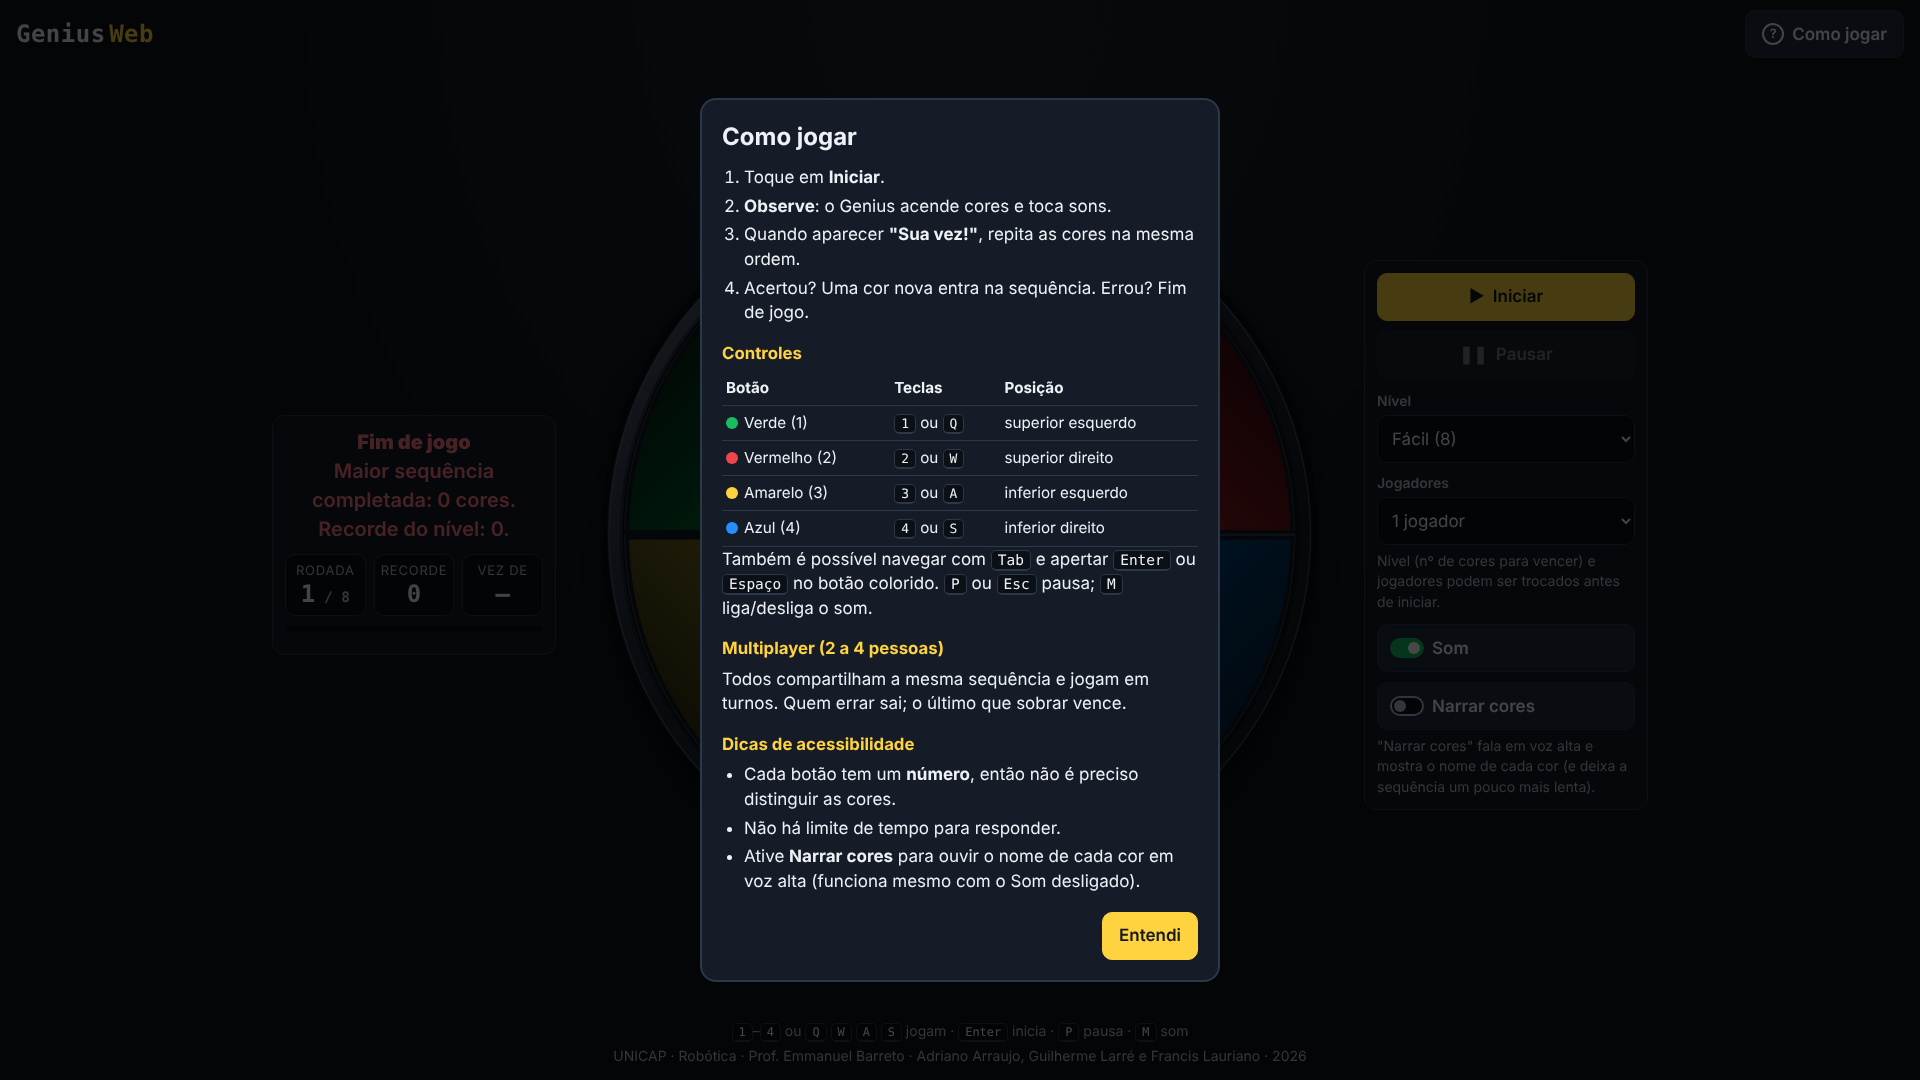 GeniusWeb
? Como jogar
Como jogar
1. Toque em Iniciar.
2. Observe: o Genius acende cores e toca sons.
3. Quando aparecer "Sua vez!", repita as cores na mesma
ordem.
4. Acertou? Uma cor nova entra na sequência. Errou? Fim
de jogo.
Controles
Botão Teclas Posição
Verde (1) 1 ou Q superior esquerdo
Vermelho (2) 2 ou W superior direito
Amarelo (3) 3 ou A inferior esquerdo
Azul (4) 4 ou S inferior direito
Também é possível navegar com Tab e apertar Enter ou
Espaço no botão colorido. P ou Esc pausa; M
liga/desliga o som.
Multiplayer (2 a 4 pessoas)
Todos compartilham a mesma sequência e jogam em
turnos. Quem errar sai; o último que sobrar vence.
Dicas de acessibilidade
• Cada botão tem um número, então não é preciso
distinguir as cores.
• Não há limite de tempo para responder.
• Ative Narrar cores para ouvir o nome de cada cor em
voz alta (funciona mesmo com o Som desligado).
Entendi
Fim de jogo
Maior sequência
completada: 0 cores.
Recorde do nível: 0.
RODADA RECORDE VEZ DE
1 / 8 0 —
Iniciar
Pausar
Nível
Fácil (8)
Jogadores
1 jogador
Nível (nº de cores para vencer) e
jogadores podem ser trocados antes
de iniciar.
Som
Narrar cores
"Narrar cores" fala em voz alta e
mostra o nome de cada cor (e deixa a
sequência um pouco mais lenta).
1–4 ou Q W A S jogam · Enter inicia · P pausa · M som
UNICAP · Robótica · Prof. Emmanuel Barreto · Adriano Araujo, Guilherme Larré e Francis Lauriano · 2026